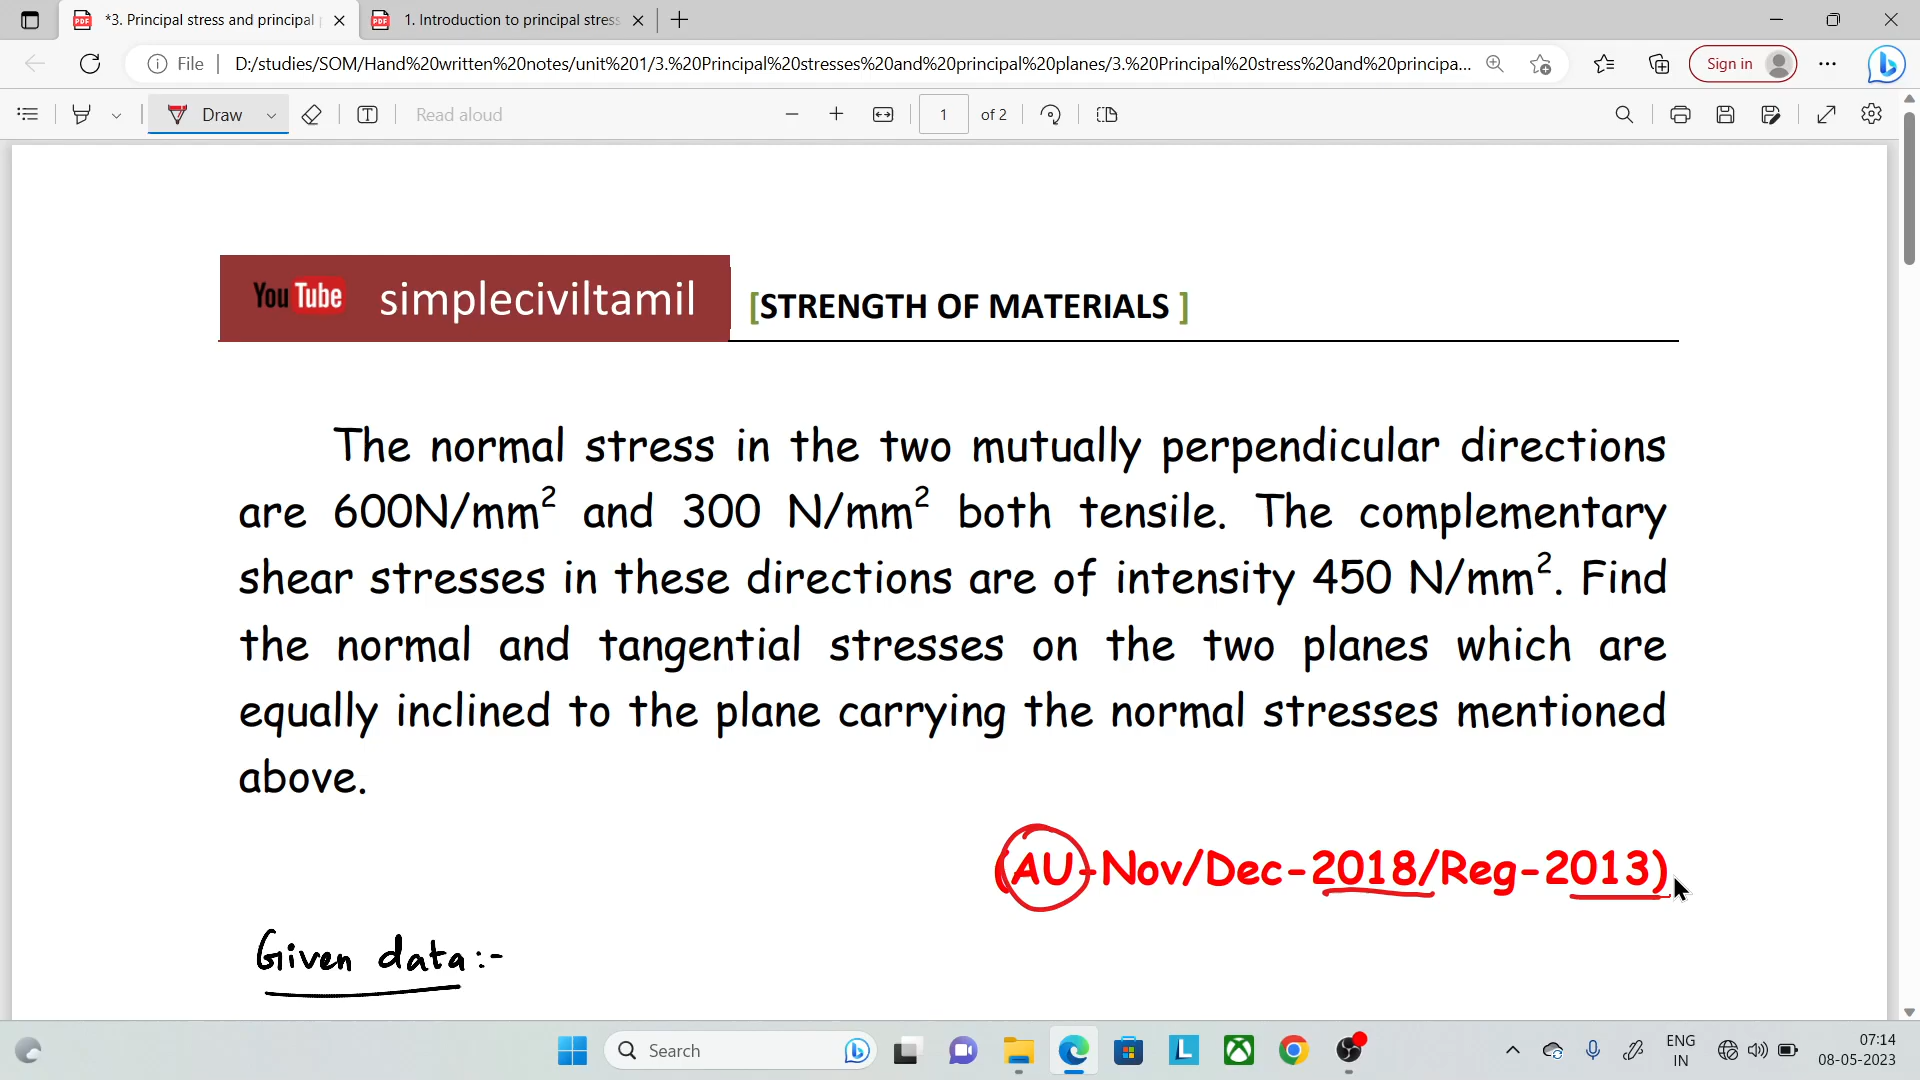 *3. Principal stress and principal
1. Introduction to principal stres
File
D:/studies/SOM/Hand%20written%20notes/unit%201/3.%20Principal%20stresses%20and%20principal%20planes/3.%20Principal%20stress%20and%20principa...
Sign in
Draw
Read aloud
1 of 2
YouTube simpleciviltamil [STRENGTH OF MATERIALS ]
The normal stress in the two mutually perpendicular directions
are 600N/mm² and 300 N/mm² both tensile. The complementary
shear stresses in these directions are of intensity 450 N/mm². Find
the normal and tangential stresses on the two planes which are
equally inclined to the plane carrying the normal stresses mentioned
above.
(AU-Nov/Dec-2018/Reg-2013)
Given data:-
Search
ENG
IN
07:14
08-05-2023